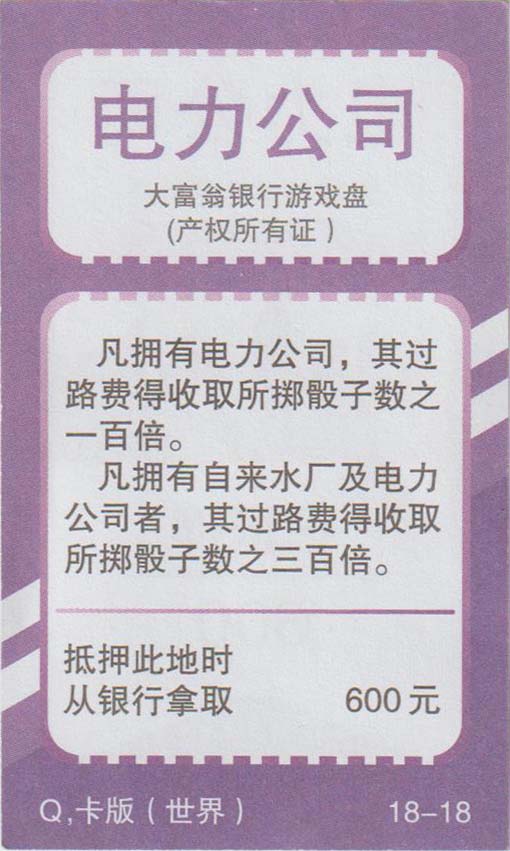 电力公司
大富翁银行游戏盘
(产权所有证)
凡拥有电力公司，其过
路费得收取所掷骰子数之
一百倍。
凡拥有自来水厂及电力
公司者，其过路费得收取
所掷骰子数之三百倍。
抵押此地时
从银行拿取 600元
Q,卡版(世界) 18-18